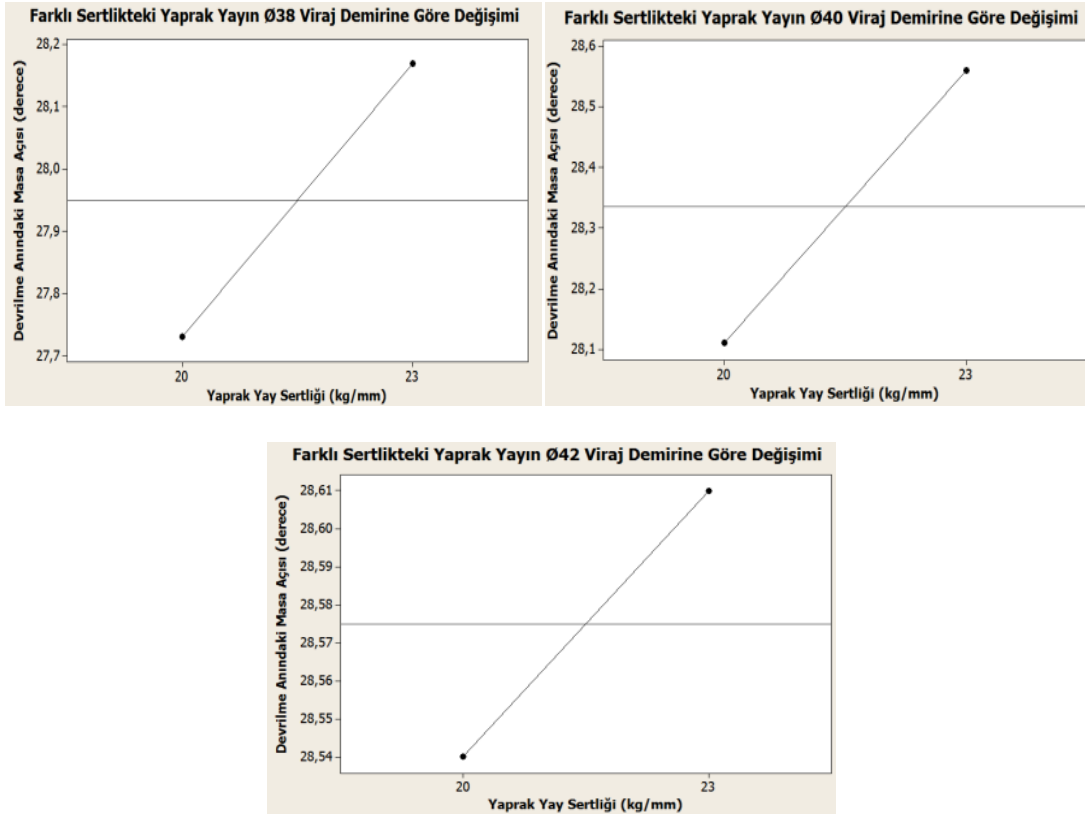 Farklı Sertlikteki Yaprak Yayın Ø38 Viraj Demirine Göre Değişimi
Devrilme Anındaki Masa Açısı (derece)
28,2
28,1
28,0
27,9
27,8
27,7
20
23
Yaprak Yay Sertliği (kg/mm)
Farklı Sertlikteki Yaprak Yayın Ø40 Viraj Demirine Göre Değişimi
Devrilme Anındaki Masa Açısı (derece)
28,6
28,5
28,4
28,3
28,2
28,1
20
23
Yaprak Yay Sertliği (kg/mm)
Farklı Sertlikteki Yaprak Yayın Ø42 Viraj Demirine Göre Değişimi
Devrilme Anındaki Masa Açısı (derece)
28,61
28,60
28,59
28,58
28,57
28,56
28,55
28,54
20
23
Yaprak Yay Sertliği (kg/mm)